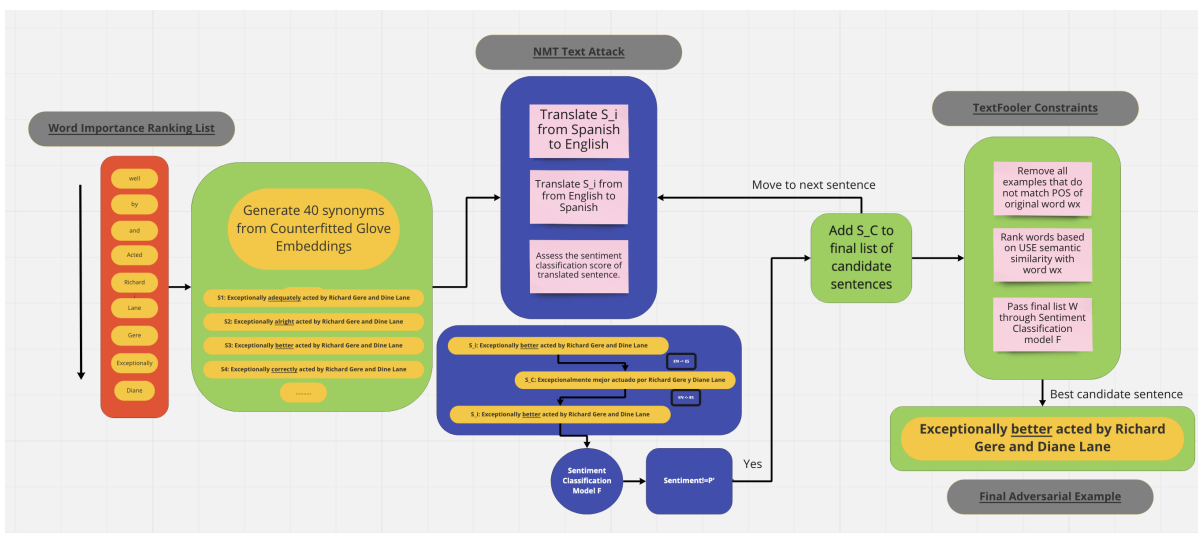 Word Importance Ranking List
well
by
and
Acted
Richard
Lane
Gere
Exceptionally
Diane
Generate 40 synonyms
from Counterfitted Glove
Embeddings
S1: Exceptionally adequately acted by Richard Gere and Dine Lane
S2: Exceptionally alright acted by Richard Gere and Dine Lane
S3: Exceptionally better acted by Richard Gere and Dine Lane
S4: Exceptionally correctly acted by Richard Gere and Dine Lane
........
NMT Text Attack
Translate S_i
from Spanish
to English
Translate S_i from
from English to
Spanish
Assess the sentiment
classification score of
translated sentence.
S_i: Exceptionally better acted by Richard Gere and Dine Lane
EN -> ES
S_C: Excepcionalmente mejor actuado por Richard Gere y Diane Lane
EN <- ES
S_i: Exceptionally better acted by Richard Gere and Dine Lane
Sentiment
Classification
Model F
Sentiment!=P'
Yes
Move to next sentence
Add S_C to
final list of
candidate
sentences
TextFooler Constraints
Remove all
examples that do
not match POS of
original word wx
Rank words based
on USE semantic
similarity with
word wx
Pass final list W
through Sentiment
Classification
model F
Best candidate sentence
Exceptionally better acted by Richard
Gere and Diane Lane
Final Adversarial Example